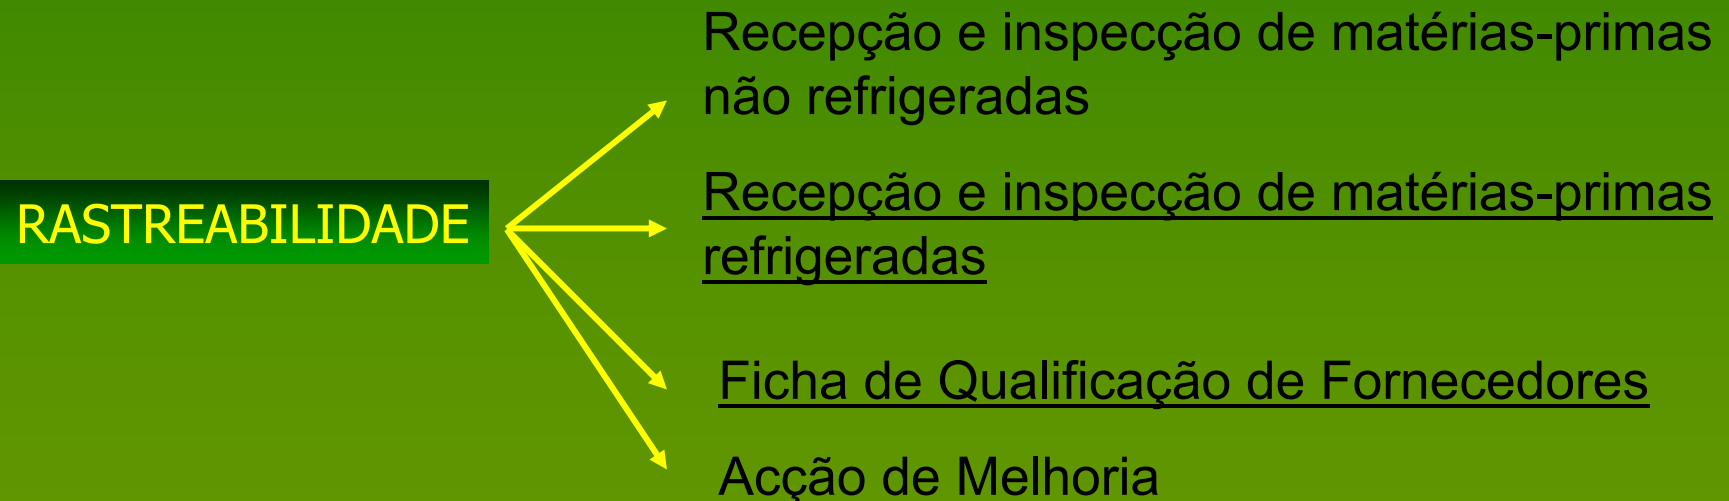 Recepção e inspecção de matérias-primas
não refrigeradas
RASTREABILIDADE
Recepção e inspecção de matérias-primas
refrigeradas
Ficha de Qualificação de Fornecedores
Acção de Melhoria